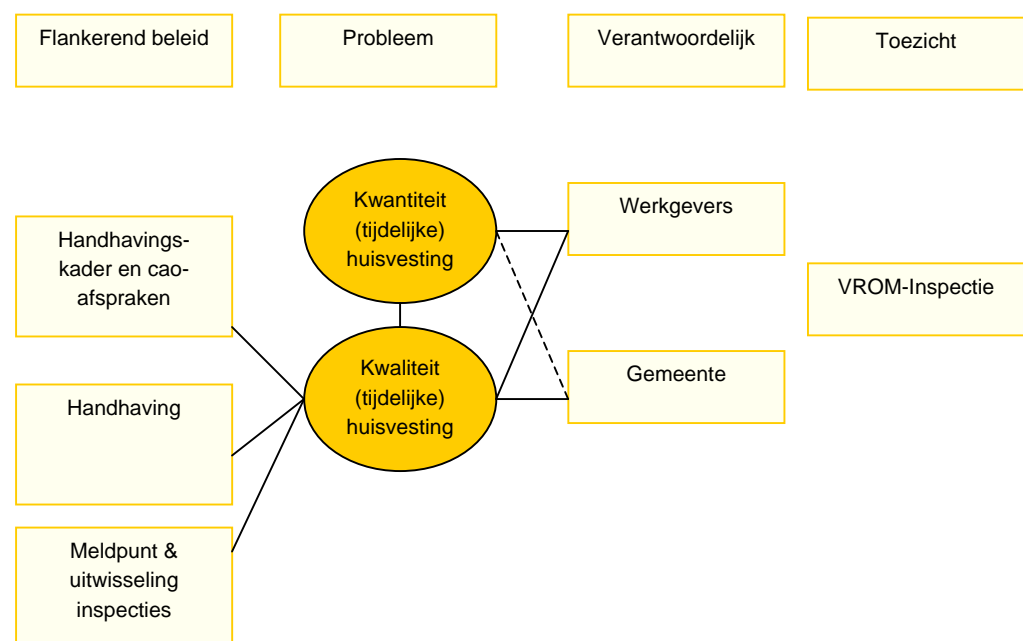 Flankerend beleid
Probleem
Verantwoordelijk
Toezicht
Kwantiteit
(tijdelijke)
huisvesting
Werkgevers
Handhavings-
kader en cao-
afspraken
VROM-Inspectie
Kwaliteit
(tijdelijke)
huisvesting
Gemeente
Handhaving
Meldpunt &
uitwisseling
inspecties